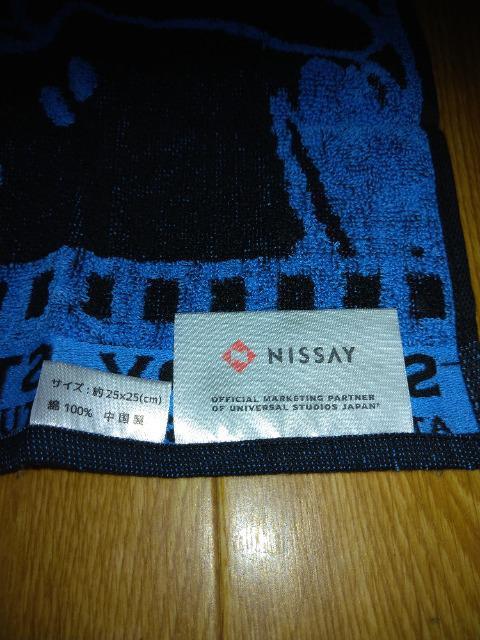 NISSAY
OFFICIAL MARKETING PARTNER
OF UNIVERSAL STUDIOS JAPAN®
サイズ：約25x25(cm)
綿 100% 中国製